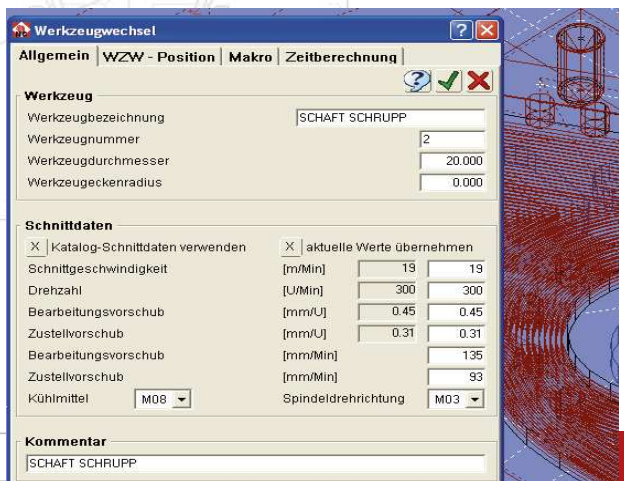 Werkzeugwechsel
Allgemein WZW - Position Makro Zeitberechnung
Werkzeug
Werkzeugbezeichnung SCHAFT SCHRUPP
Werkzeugnummer 2
Werkzeugdurchmesser 20.000
Werkzeugeckenradius 0.000
Schnittdaten
X Katalog-Schnittdaten verwenden X aktuelle Werte übernehmen
Schnittgeschwindigkeit [m/Min] 19 19
Drehzahl [U/Min] 300 300
Bearbeitungsvorschub [mm/U] 0.45 0.45
Zustellvorschub [mm/U] 0.31 0.31
Bearbeitungsvorschub [mm/Min] 135
Zustellvorschub [mm/Min] 93
Kühlmittel M08 Spindeldrehrichtung M03
Kommentar
SCHAFT SCHRUPP